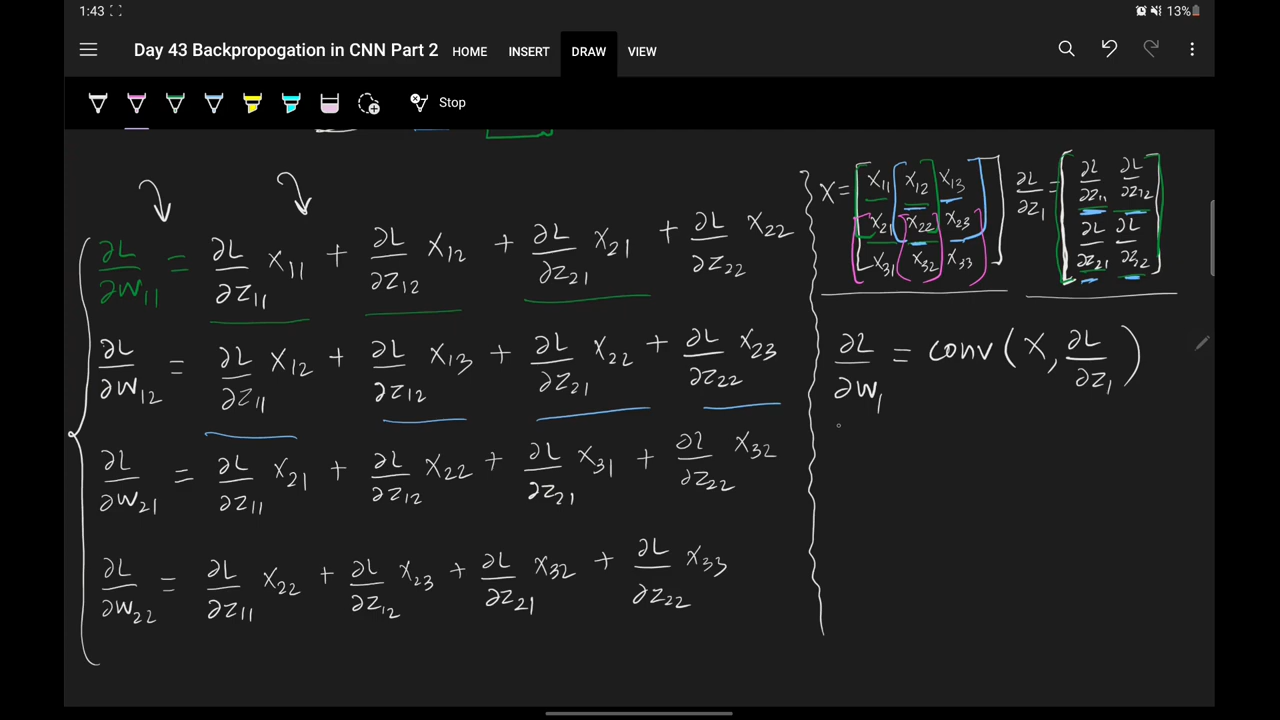 1:43
13%
Day 43 Backpropogation in CNN Part 2 HOME INSERT DRAW VIEW
Stop
∂L/∂W₁₁ = ∂L/∂Z₁₁ X₁₁ + ∂L/∂Z₁₂ X₁₂ + ∂L/∂Z₂₁ X₂₁ + ∂L/∂Z₂₂ X₂₂
∂L/∂W₁₂ = ∂L/∂Z₁₁ X₁₂ + ∂L/∂Z₁₂ X₁₃ + ∂L/∂Z₂₁ X₂₂ + ∂L/∂Z₂₂ X₂₃
∂L/∂W₂₁ = ∂L/∂Z₁₁ X₂₁ + ∂L/∂Z₁₂ X₂₂ + ∂L/∂Z₂₁ X₃₁ + ∂L/∂Z₂₂ X₃₂
∂L/∂W₂₂ = ∂L/∂Z₁₁ X₂₂ + ∂L/∂Z₁₂ X₂₃ + ∂L/∂Z₂₁ X₃₂ + ∂L/∂Z₂₂ X₃₃
X = [X₁₁ X₁₂ X₁₃
X₂₁ X₂₂ X₂₃
X₃₁ X₃₂ X₃₃]
∂L/∂Z₁ = [∂L/∂Z₁₁ ∂L/∂Z₁₂
∂L/∂Z₂₁ ∂L/∂Z₂₂]
∂L/∂W₁ = conv(X, ∂L/∂Z₁)